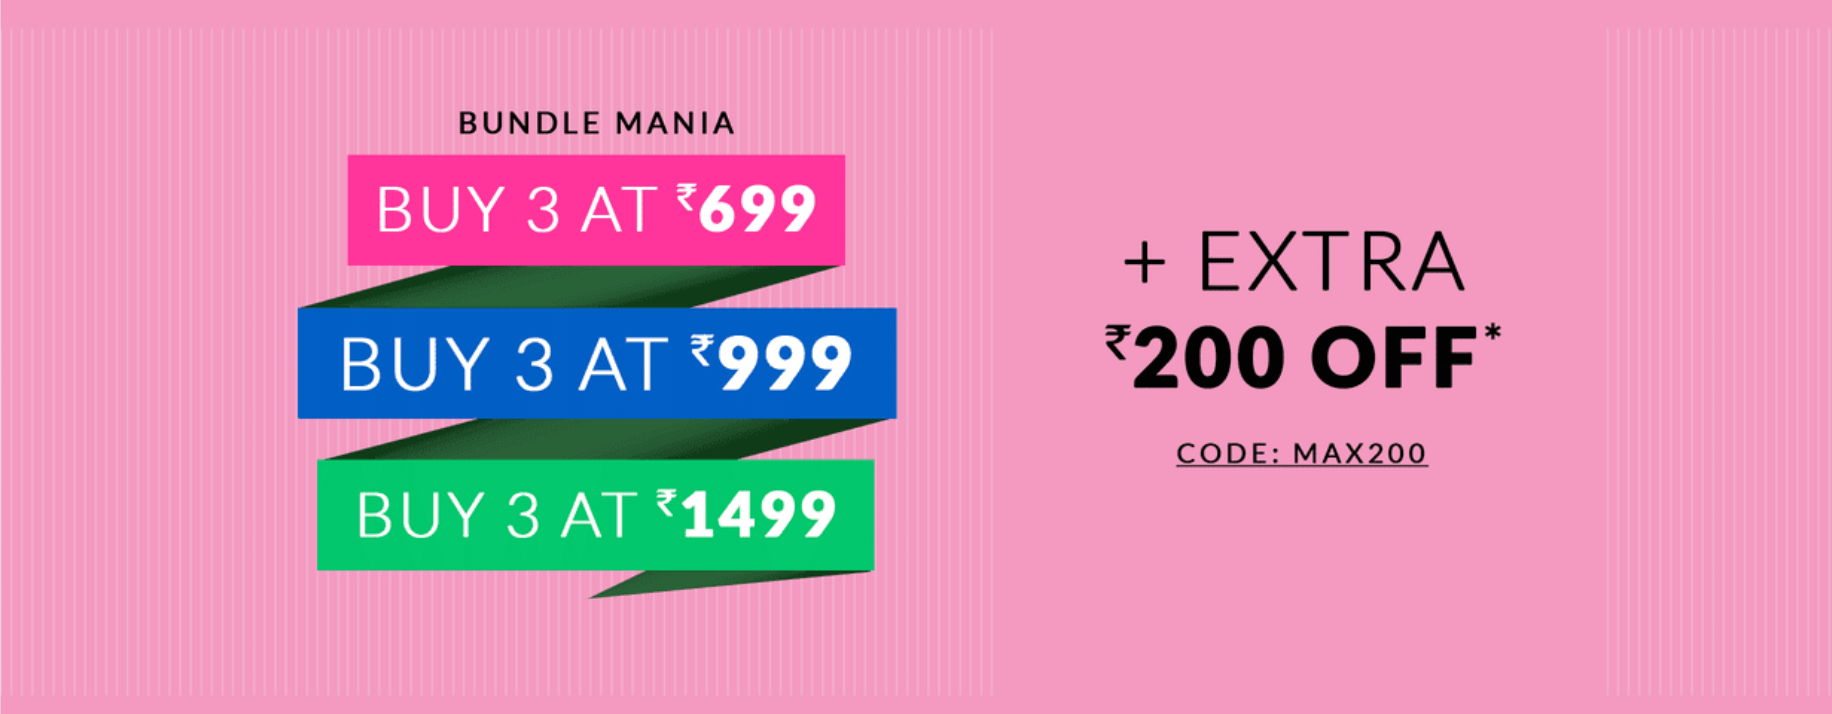 BUNDLE MANIA
BUY 3 AT ₹699
BUY 3 AT ₹999
BUY 3 AT ₹1499
+ EXTRA
₹200 OFF*
CODE: MAX200